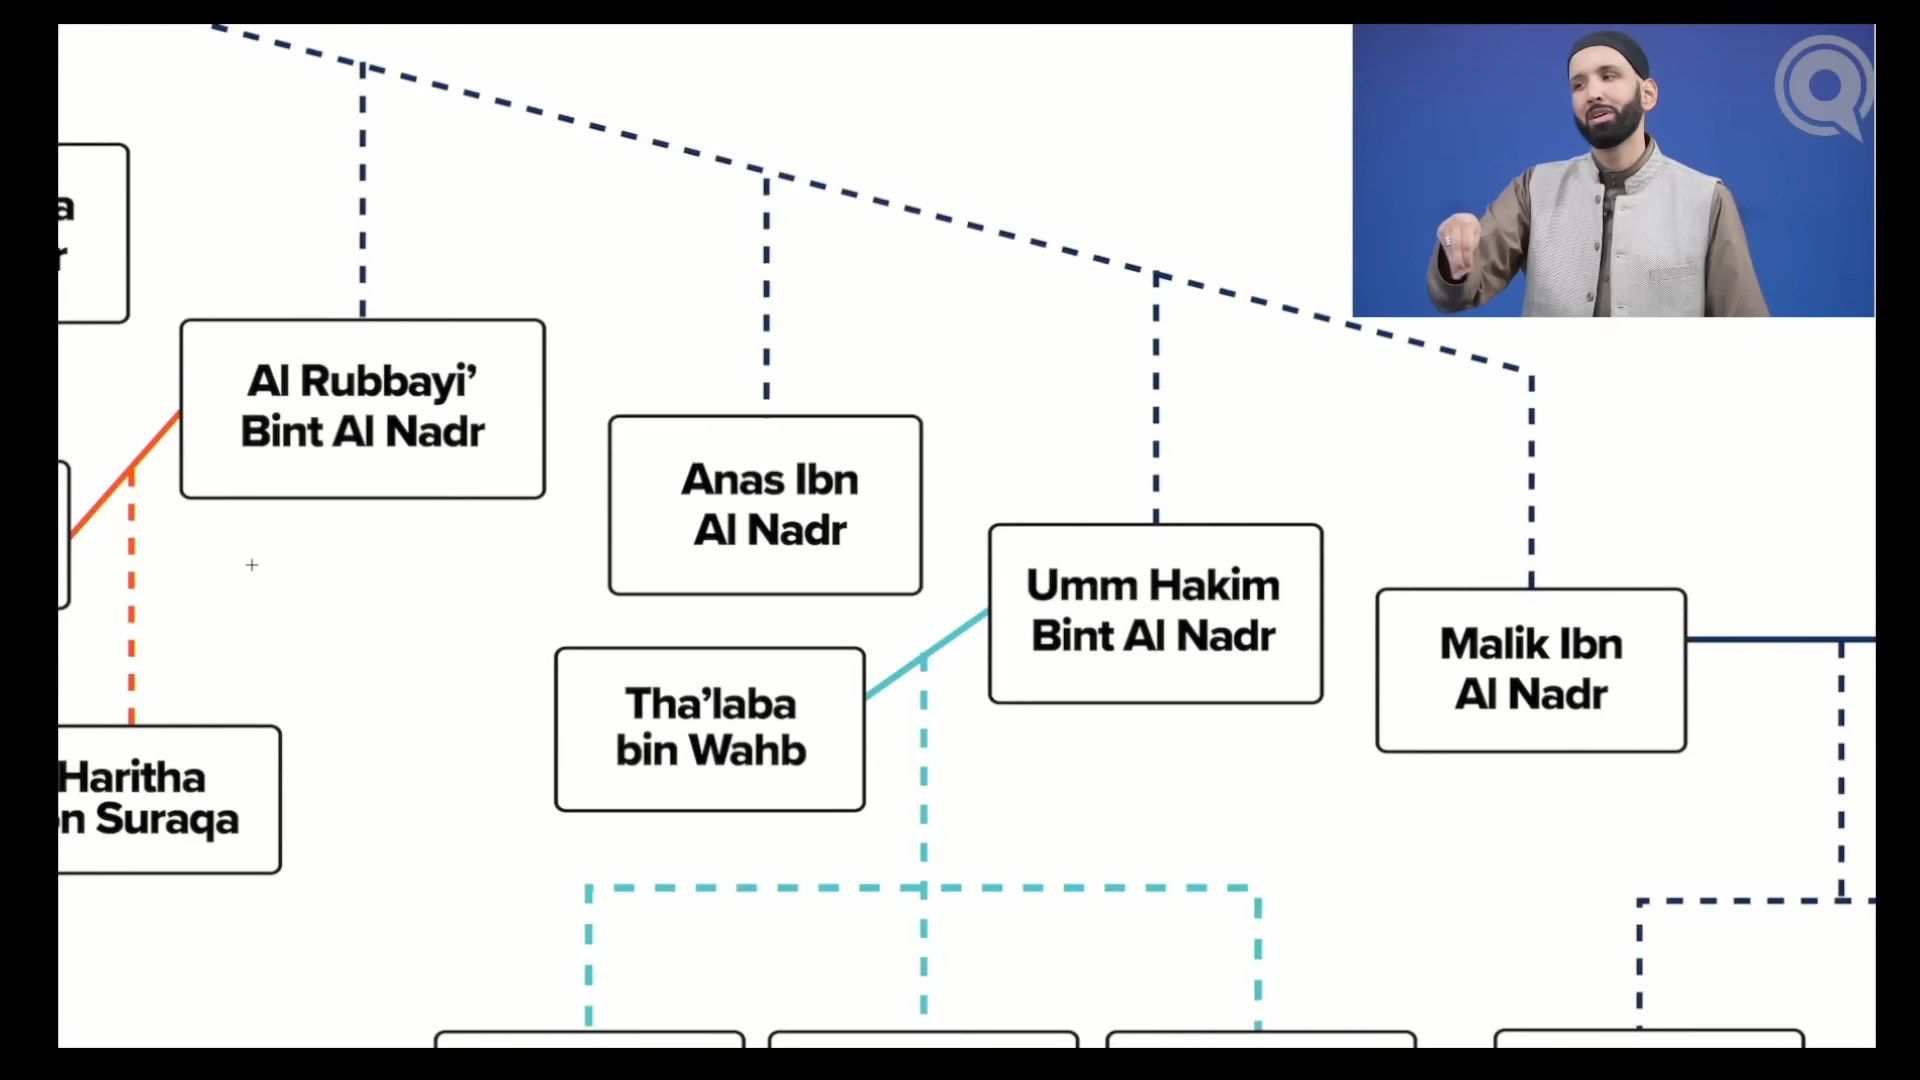 a
r
Al Rubbayi’
Bint Al Nadr
Anas Ibn
Al Nadr
Umm Hakim
Bint Al Nadr
Malik Ibn
Al Nadr
Tha’laba
bin Wahb
Haritha
n Suraqa